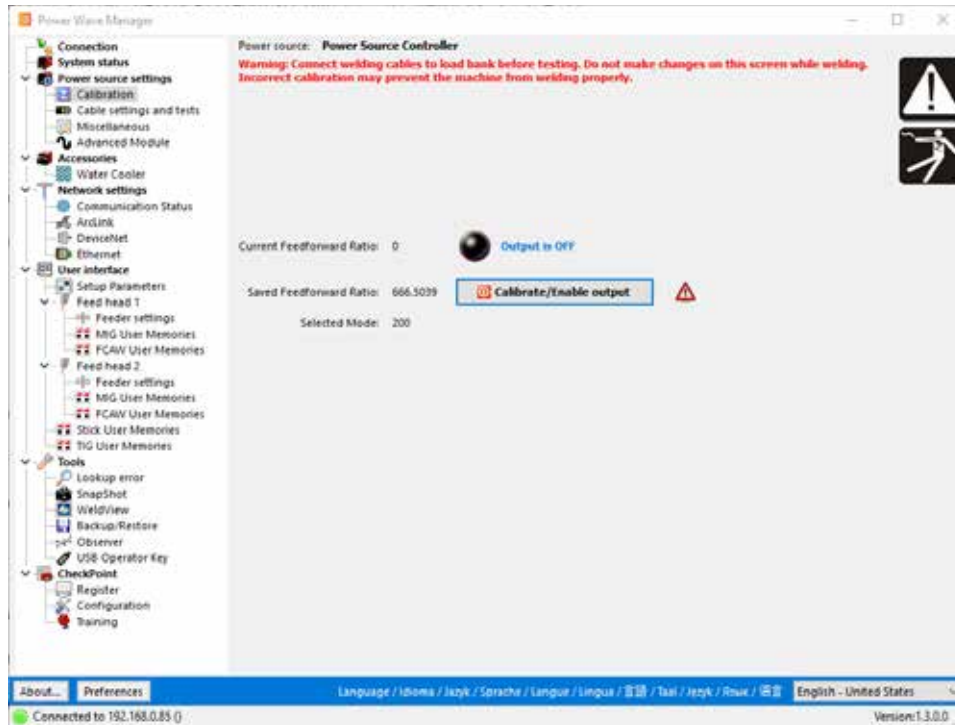 Power Wave Manager
Connection
System status
Power source settings
Calibration
Cable settings and tests
Miscellaneous
Advanced Module
Accessories
Water Cooler
Network settings
Communication Status
ArcLink
DeviceNet
Ethernet
User interface
Setup Parameters
Feed head 1
Feeder settings
MIG User Memories
FCAW User Memories
Feed head 2
Feeder settings
MIG User Memories
FCAW User Memories
Stick User Memories
TIG User Memories
Tools
Lookup error
SnapShot
WeldView
Backup/Restore
Observer
USB Operator Key
CheckPoint
Register
Configuration
Training
Power source: Power Source Controller
Warning: Connect welding cables to load bank before testing. Do not make changes on this screen while welding.
Incorrect calibration may prevent the machine from welding properly.
Current Feedforward Ratio: 0 Output is OFF
Saved Feedforward Ratio: 666.5039 Calibrate/Enable output
Selected Mode: 200
About... Preferences Language / Idioma / Język / Sprache / Langue / Lingua / 言語 / Taal / Язык / 语言 English - United States
Connected to 192.168.0.85 () Version:1.3.0.0